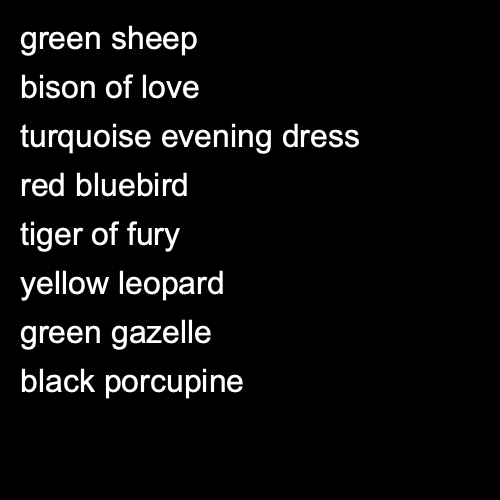 green sheep
bison of love
turquoise evening dress
red bluebird
tiger of fury
yellow leopard
green gazelle
black porcupine